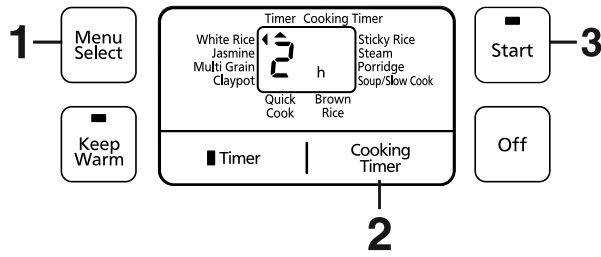 1
Menu
Select
Keep
Warm
Timer Cooking Timer
White Rice
Jasmine
Multi Grain
Claypot
2 h
Sticky Rice
Steam
Porridge
Soup/Slow Cook
Quick
Cook
Brown
Rice
Timer
Cooking
Timer
2
Start
3
Off